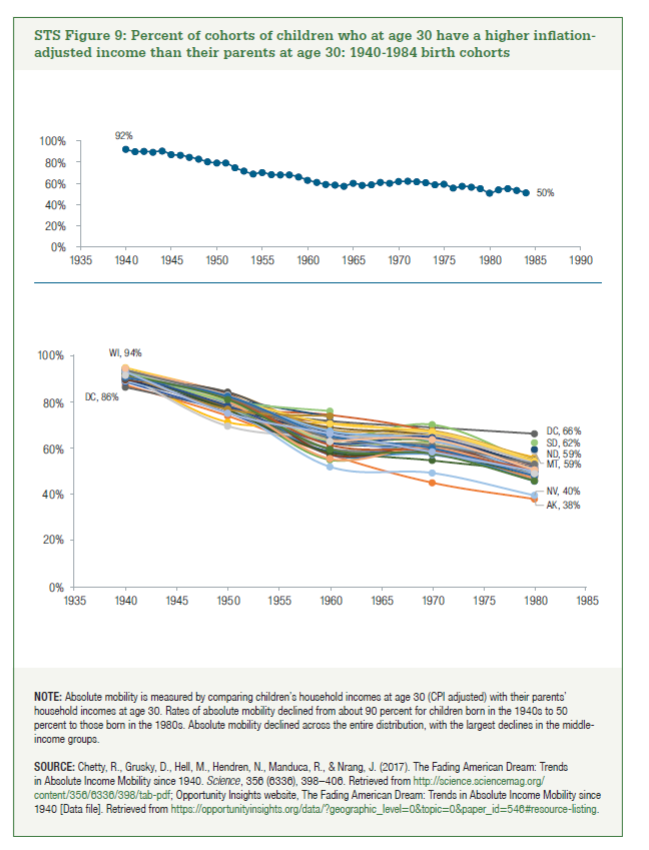 STS Figure 9: Percent of cohorts of children who at age 30 have a higher inflation-
adjusted income than their parents at age 30: 1940-1984 birth cohorts
92%
100%
80%
60%
50%
40%
20%
0%
1935 1940 1945 1950 1955 1960 1965 1970 1975 1980 1985 1990
WI, 94%
100%
DC, 86%
80%
DC, 66%
SD, 62%
60%
ND, 59%
MT, 59%
NV, 40%
40%
AK, 38%
20%
0%
1935 1940 1945 1950 1955 1960 1965 1970 1975 1980 1985
NOTE: Absolute mobility is measured by comparing children's household incomes at age 30 (CPI adjusted) with their parents'
household incomes at age 30. Rates of absolute mobility declined from about 90 percent for children born in the 1940s to 50
percent to those born in the 1980s. Absolute mobility declined across the entire distribution, with the largest declines in the middle-
income groups.
SOURCE: Chetty, R., Grusky, D., Hell, M., Hendren, N., Manduca, R., & Nrang, J. (2017). The Fading American Dream: Trends
in Absolute Income Mobility since 1940. Science, 356 (6336), 398–406. Retrieved from http://science.sciencemag.org/
content/356/6336/398/tab-pdf; Opportunity Insights website, The Fading American Dream: Trends in Absolute Income Mobility since
1940 [Data file]. Retrieved from https://opportunityinsights.org/data/?geographic_level=0&topic=0&paper_id=546#resource-listing.